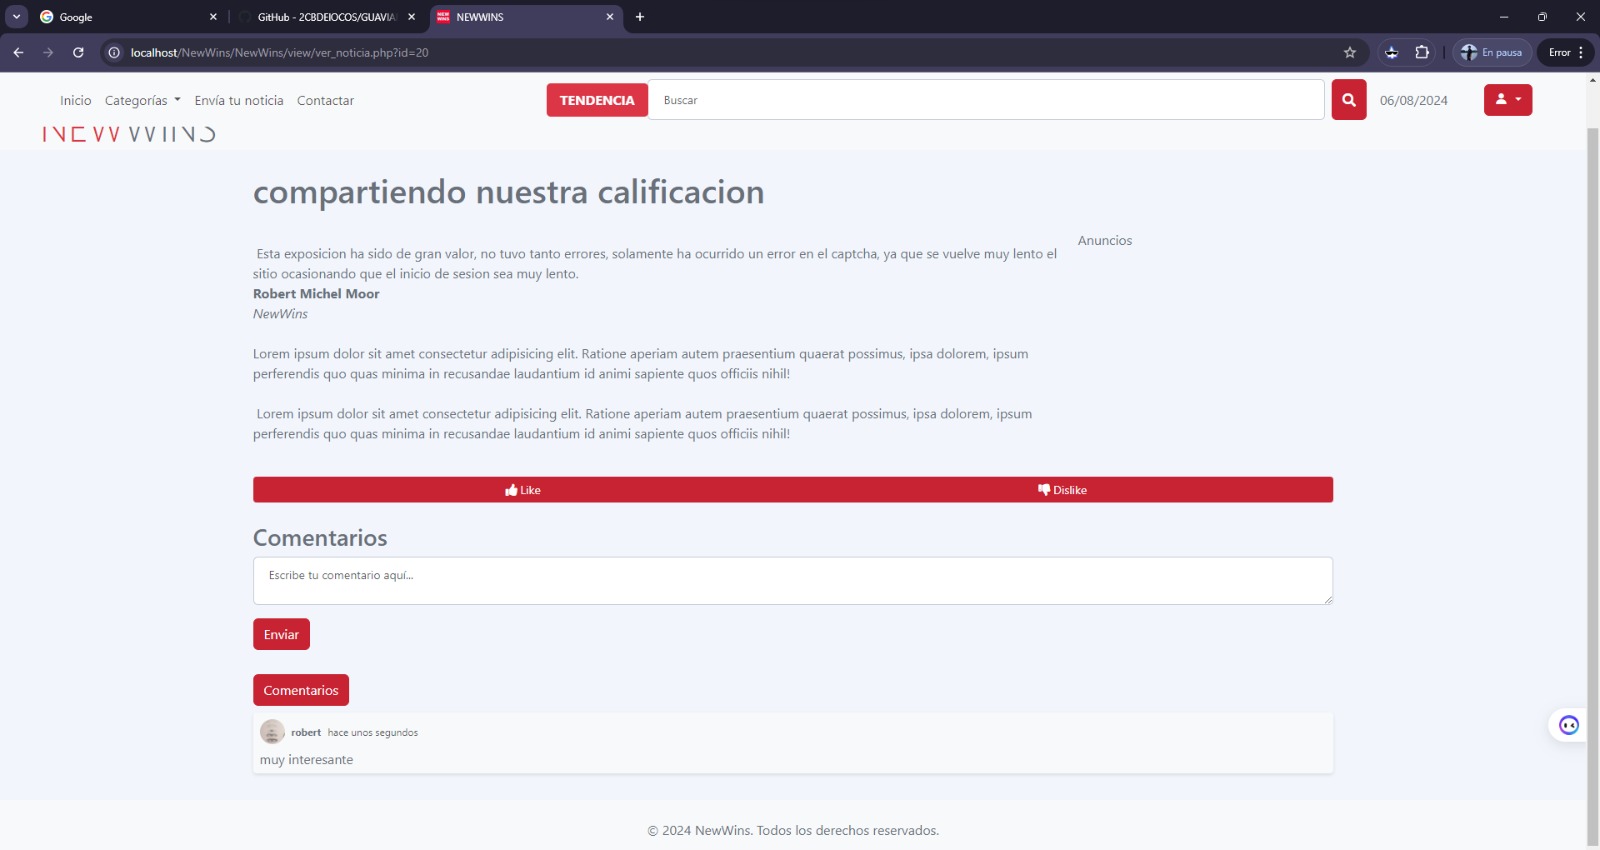 Google
GitHub - 2CBDEIOCOS/GUAVIA
NEWWINS
localhost/NewWins/NewWins/view/ver_noticia.php?id=20
En pausa
Error
Inicio
Categorías
Envía tu noticia
Contactar
TENDENCIA
Buscar
06/08/2024
NEWWINS
compartiendo nuestra calificacion
Esta exposicion ha sido de gran valor, no tuvo tanto errores, solamente ha ocurrido un error en el captcha, ya que se vuelve muy lento el
sitio ocasionando que el inicio de sesion sea muy lento.
Robert Michel Moor
NewWins
Anuncios
Lorem ipsum dolor sit amet consectetur adipisicing elit. Ratione aperiam autem praesentium quaerat possimus, ipsa dolorem, ipsum
perferendis quo quas minima in recusandae laudantium id animi sapiente quos officiis nihil!
Lorem ipsum dolor sit amet consectetur adipisicing elit. Ratione aperiam autem praesentium quaerat possimus, ipsa dolorem, ipsum
perferendis quo quas minima in recusandae laudantium id animi sapiente quos officiis nihil!
Like
Dislike
Comentarios
Escribe tu comentario aquí...
Enviar
Comentarios
robert hace unos segundos
muy interesante
© 2024 NewWins. Todos los derechos reservados.